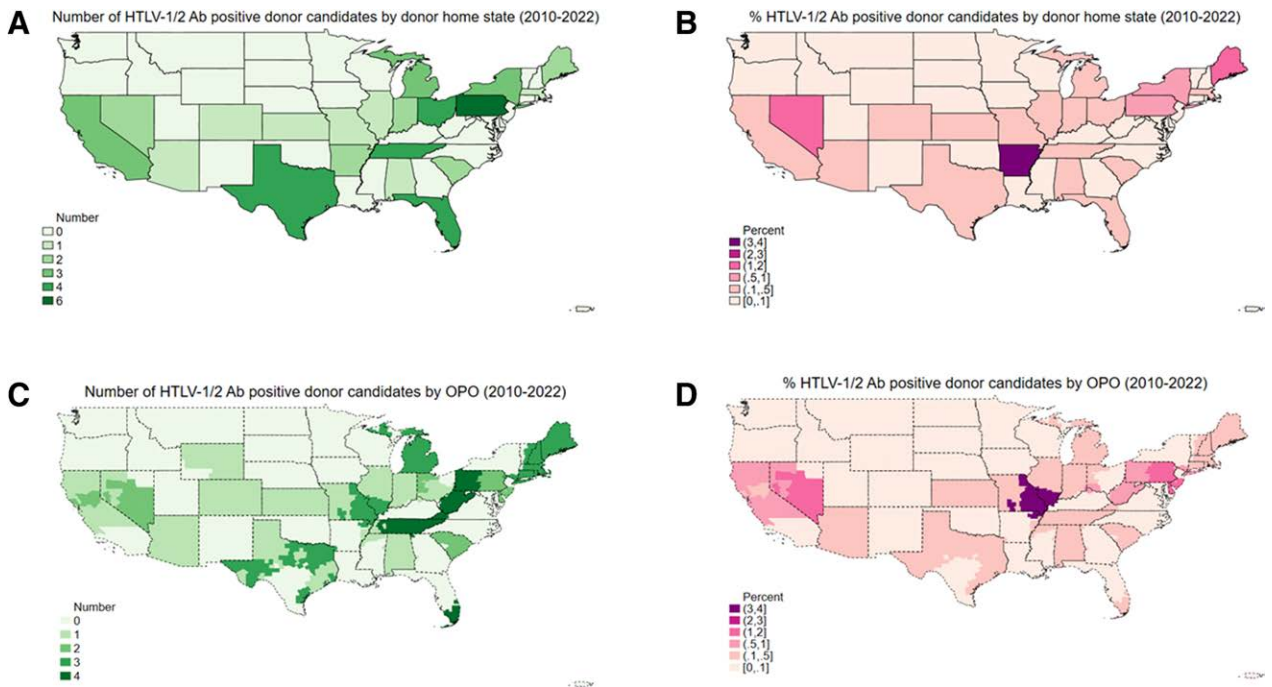 A
Number of HTLV-1/2 Ab positive donor candidates by donor home state (2010-2022)
Number
0
1
2
3
4
6
B
% HTLV-1/2 Ab positive donor candidates by donor home state (2010-2022)
Percent
(3,4]
(2,3]
(1,2]
(.5,1]
(.1,.5]
[0,.1]
C
Number of HTLV-1/2 Ab positive donor candidates by OPO (2010-2022)
Number
0
1
2
3
4
D
% HTLV-1/2 Ab positive donor candidates by OPO (2010-2022)
Percent
(3,4]
(2,3]
(1,2]
(.5,1]
(.1,.5]
[0,.1]